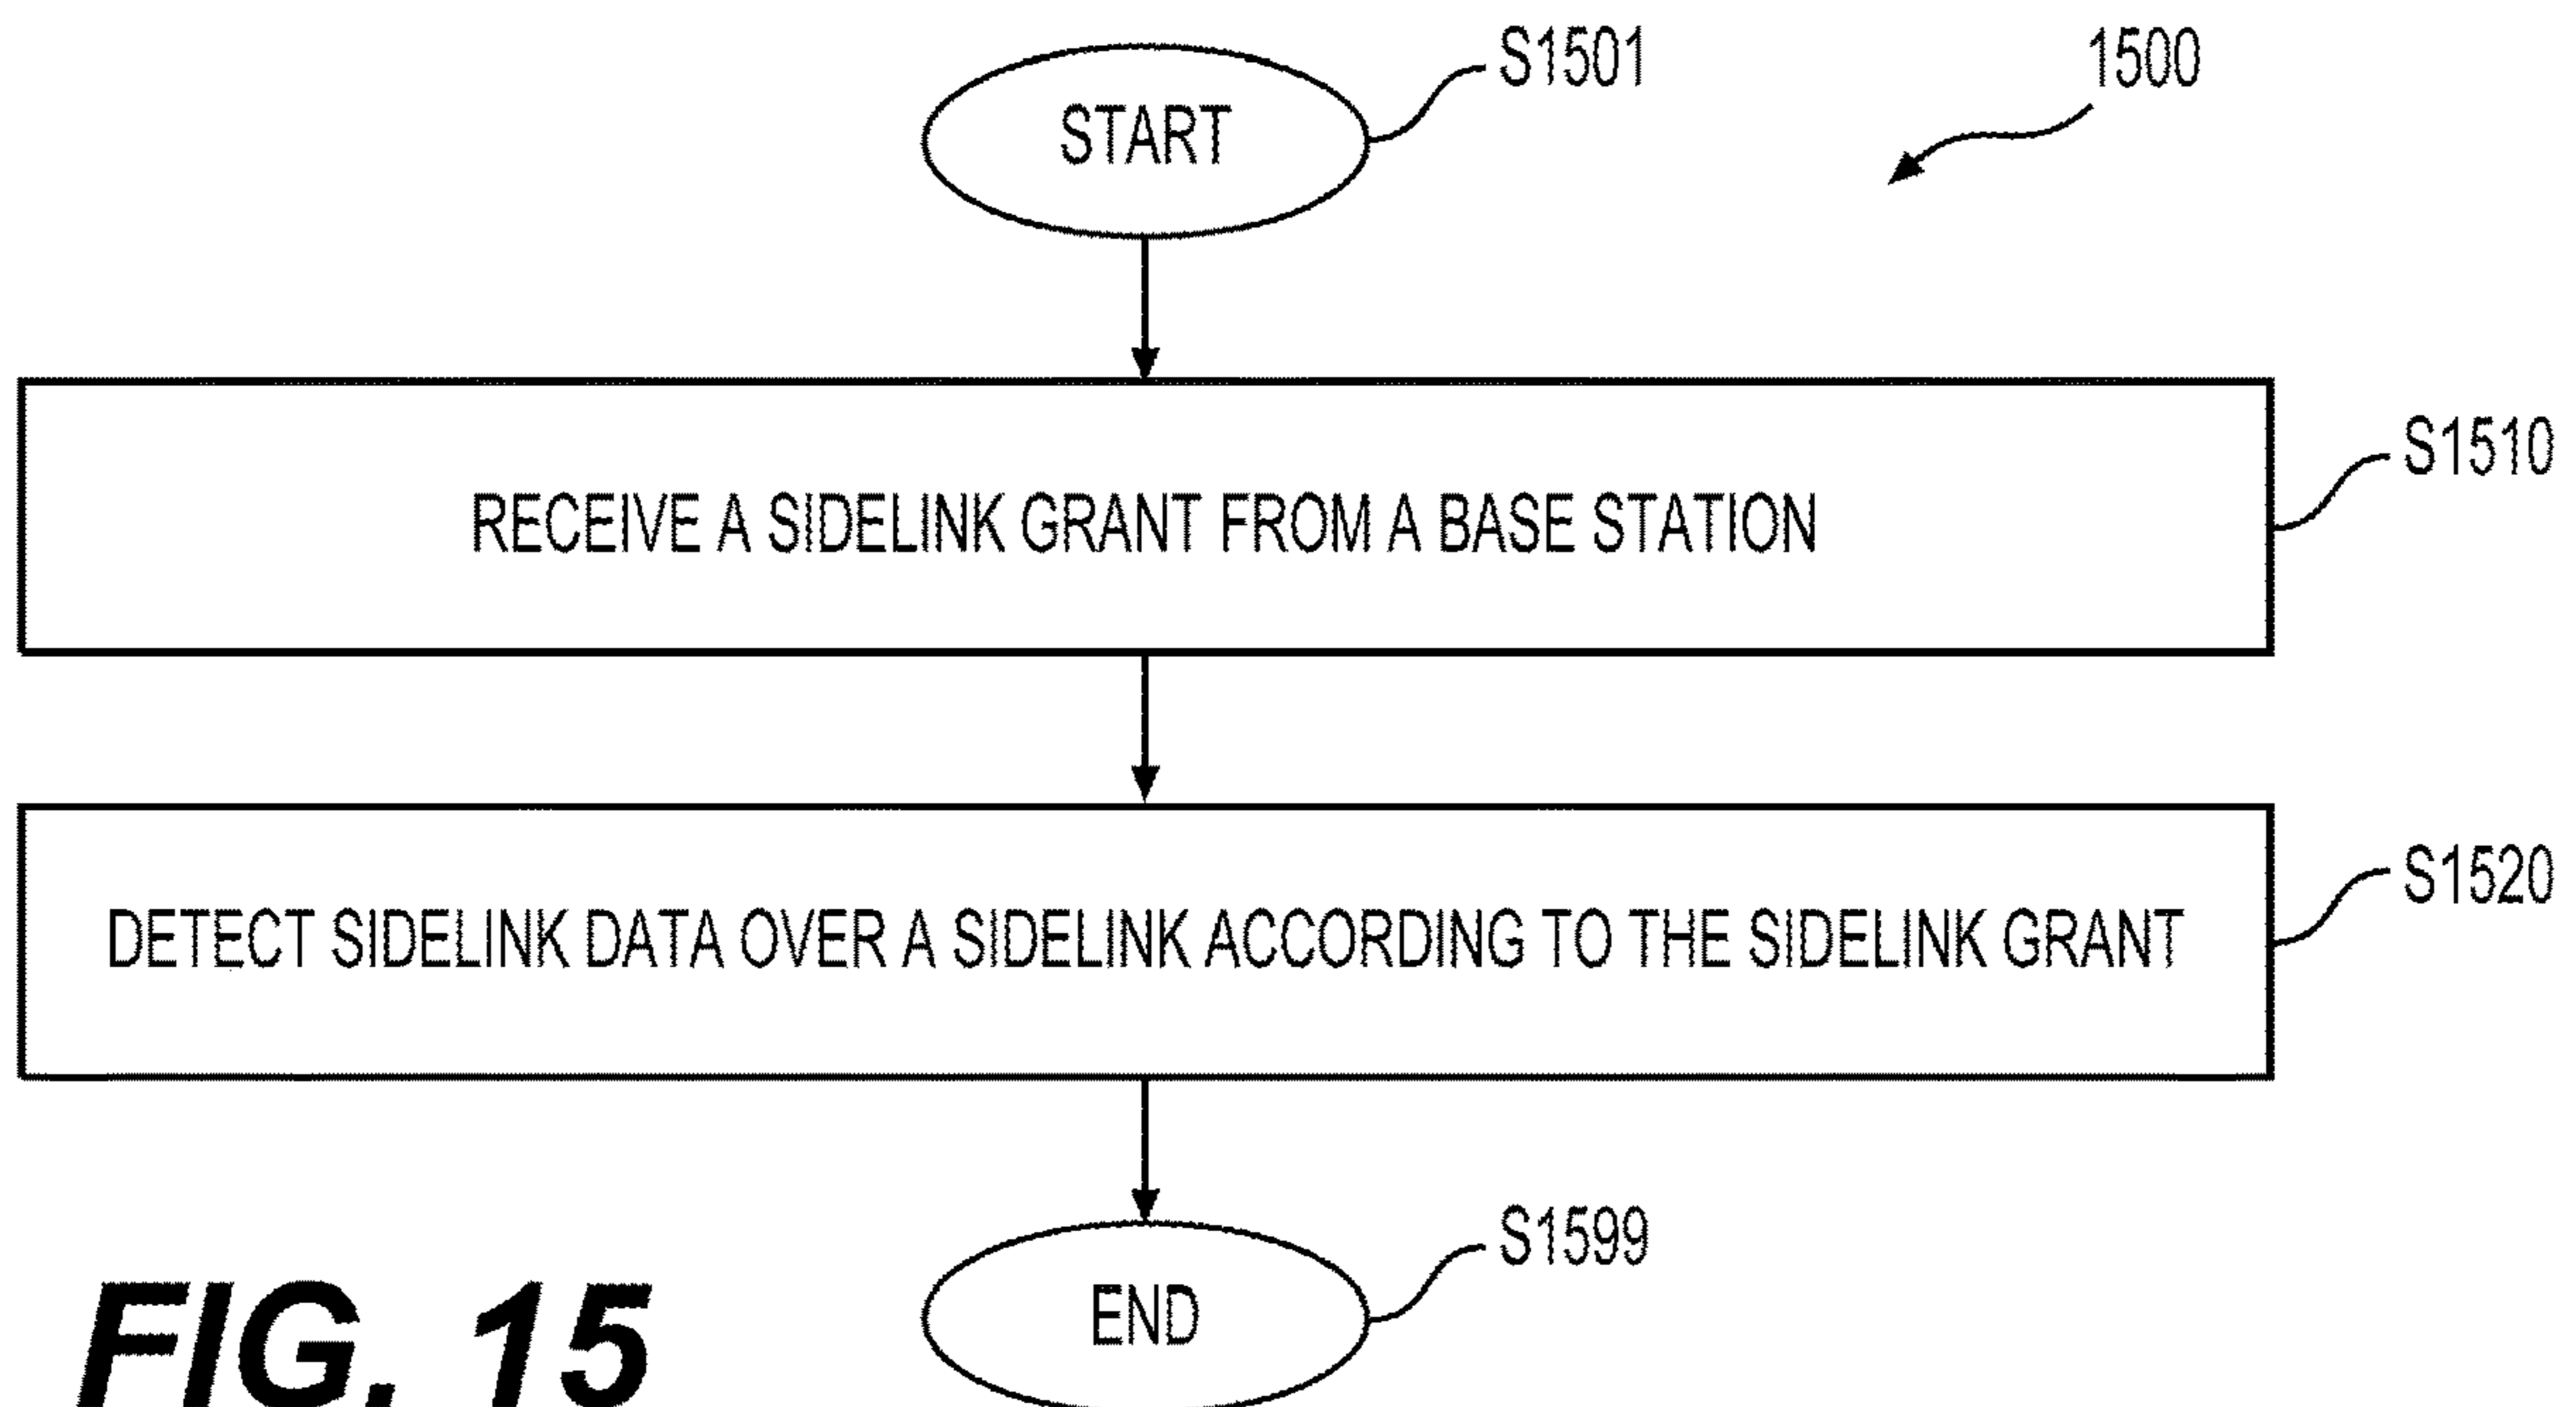 START
S1501
1500
RECEIVE A SIDELINK GRANT FROM A BASE STATION
S1510
DETECT SIDELINK DATA OVER A SIDELINK ACCORDING TO THE SIDELINK GRANT
S1520
END
S1599
FIG. 15